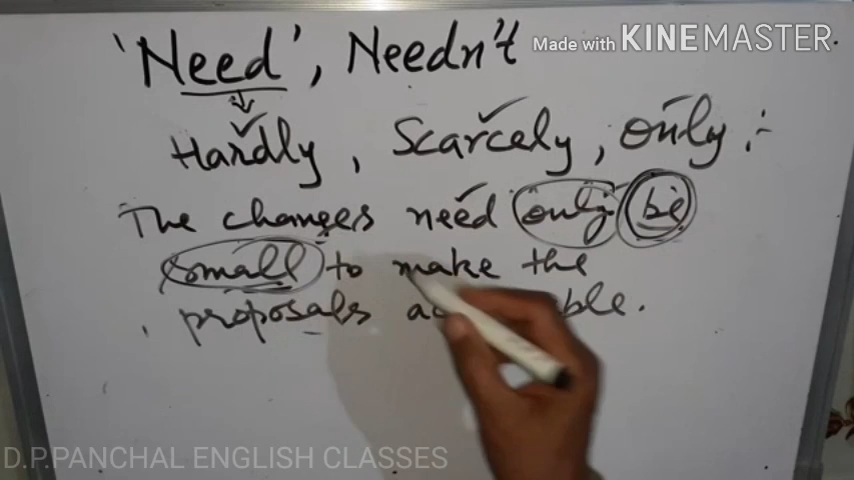 'Need', Needn't
Made with KINEMASTER
Hardly, Scarcely, only :-
The changes need only be
small to make the
proposals
D.P.PANCHAL ENGLISH CLASSES